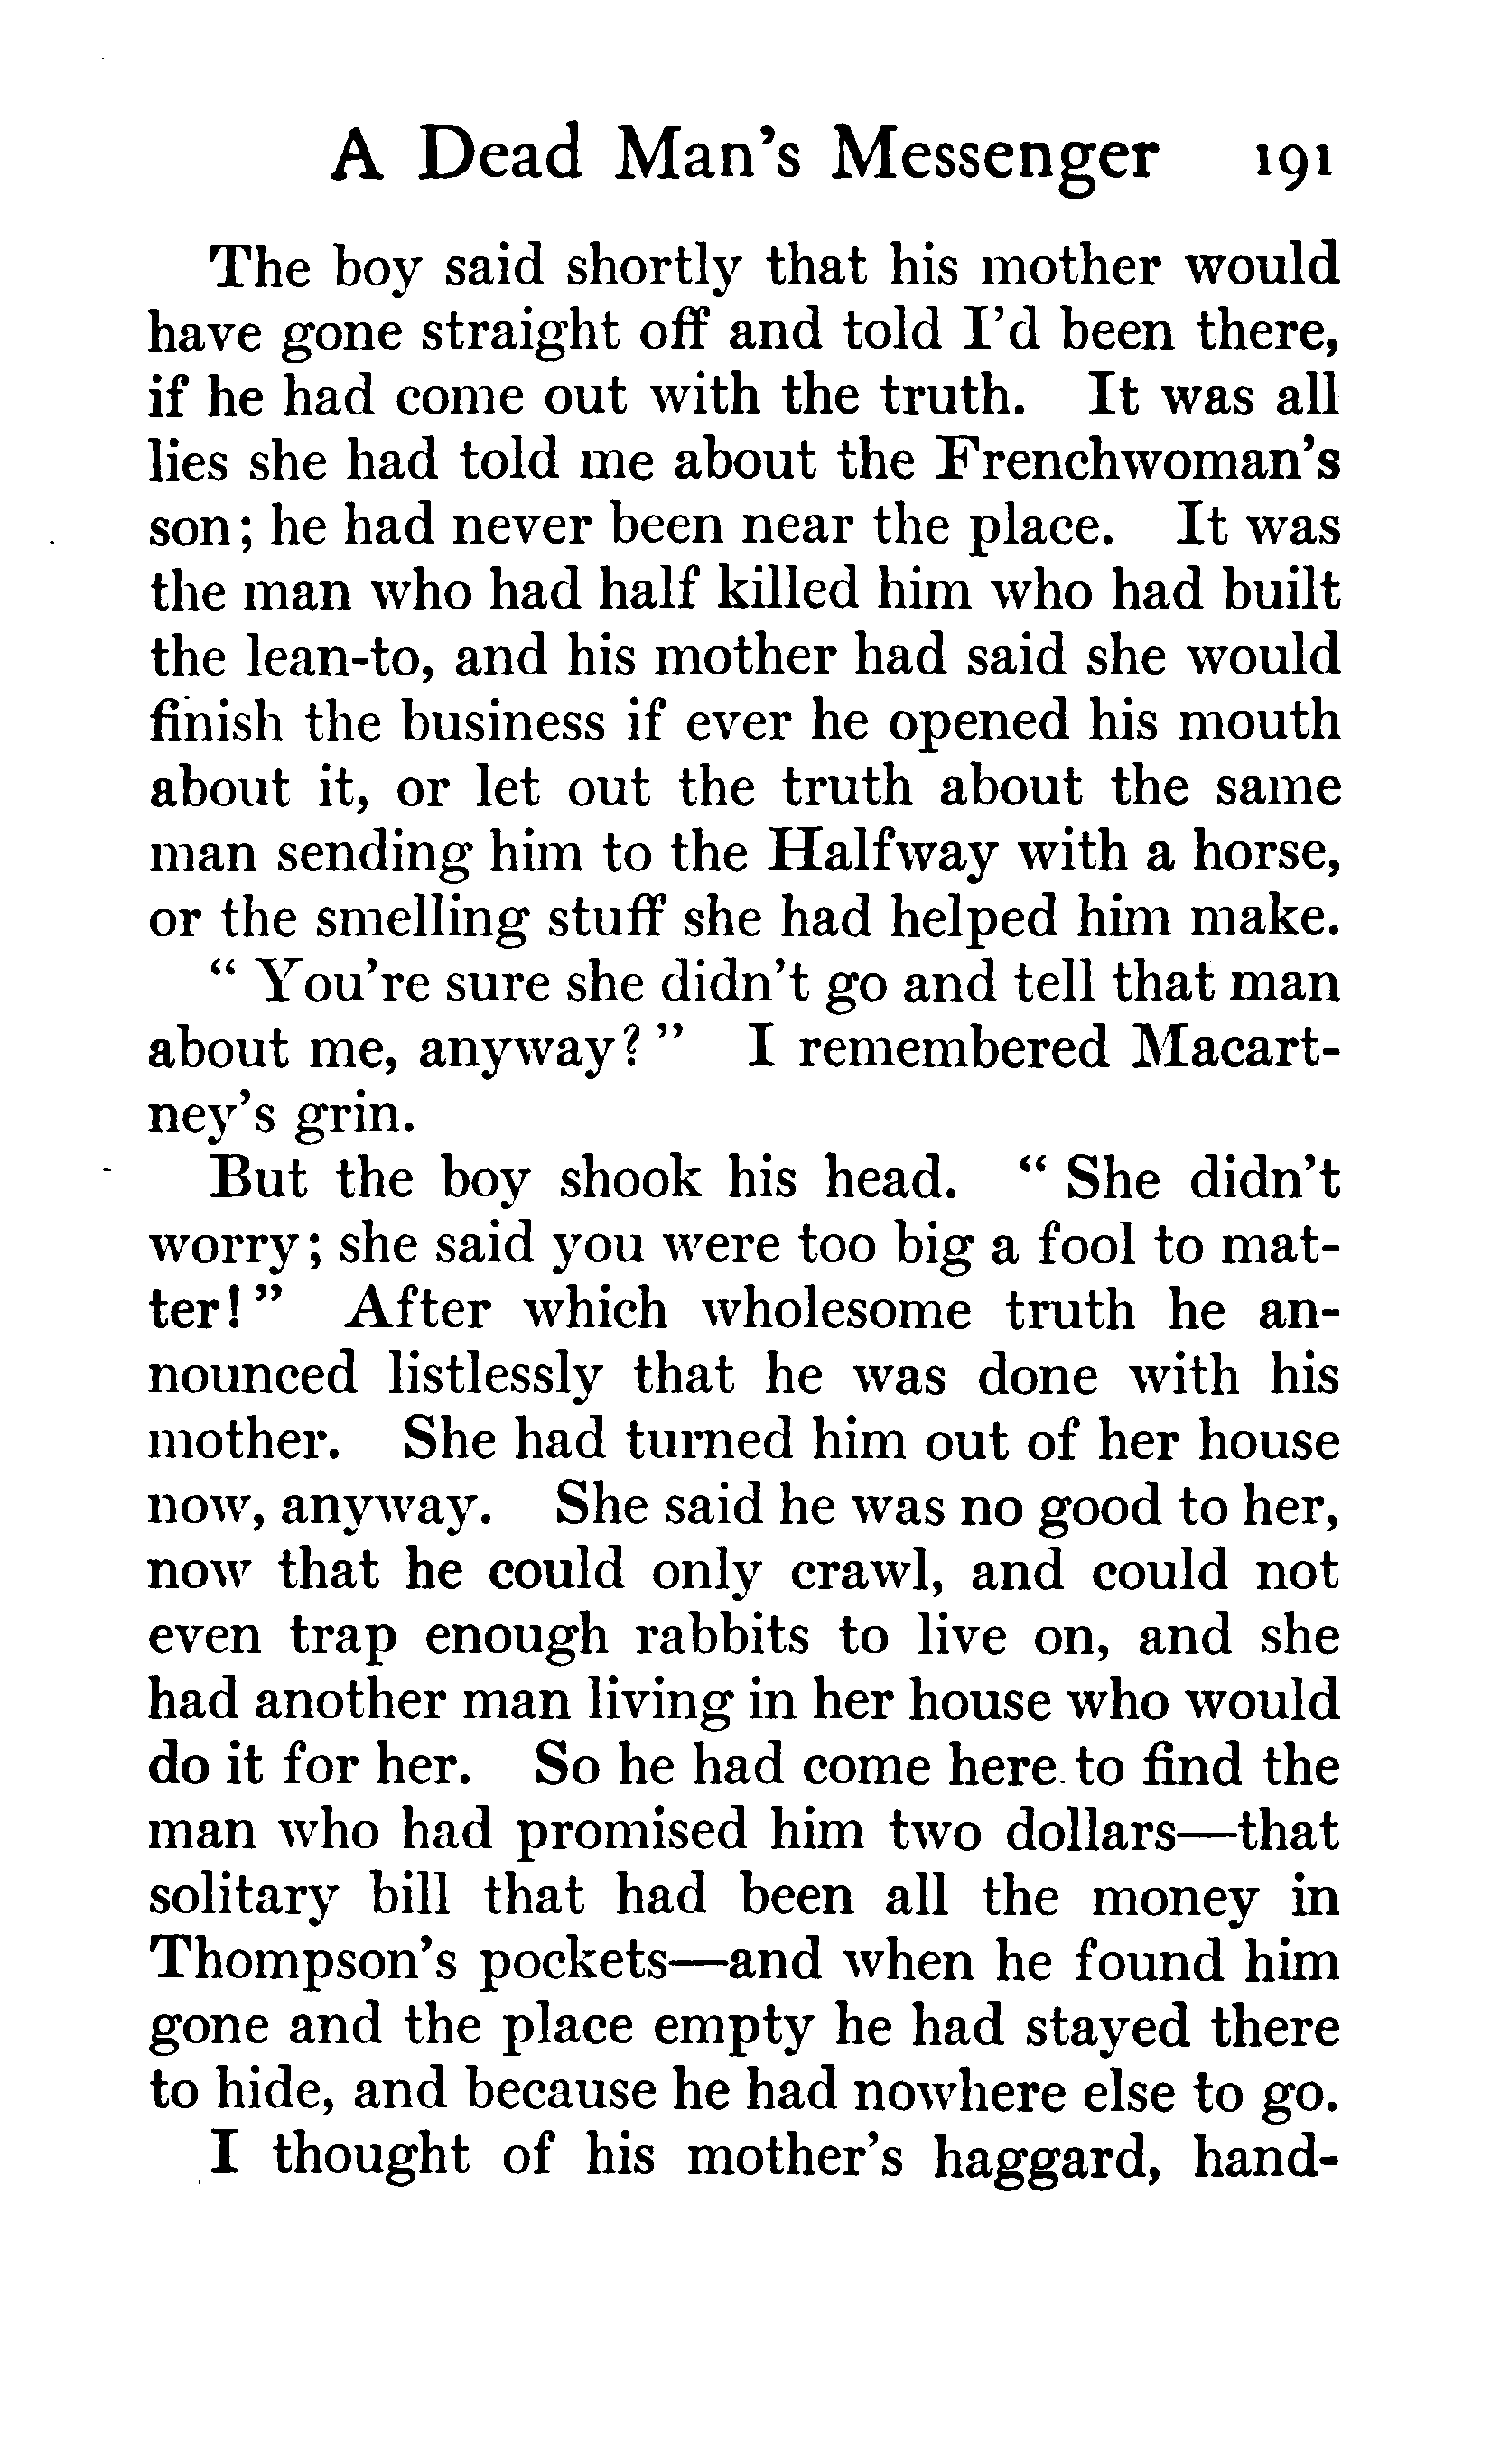 A Dead Man's Messenger 191
The boy said shortly that his mother would
have gone straight off and told I'd been there,
if he had come out with the truth. It was all
lies she had told me about the Frenchwoman's
son; he had never been near the place. It was
the man who had half killed him who had built
the lean-to, and his mother had said she would
finish the business if ever he opened his mouth
about it, or let out the truth about the same
man sending him to the Halfway with a horse,
or the smelling stuff she had helped him make.
"You're sure she didn't go and tell that man
about me, anyway?" I remembered Macart-
ney's grin.
But the boy shook his head. "She didn't
worry; she said you were too big a fool to mat-
ter!" After which wholesome truth he an-
nounced listlessly that he was done with his
mother. She had turned him out of her house
now, anyway. She said he was no good to her,
now that he could only crawl, and could not
even trap enough rabbits to live on, and she
had another man living in her house who would
do it for her. So he had come here to find the
man who had promised him two dollars—that
solitary bill that had been all the money in
Thompson's pockets—and when he found him
gone and the place empty he had stayed there
to hide, and because he had nowhere else to go.
I thought of his mother's haggard, hand-